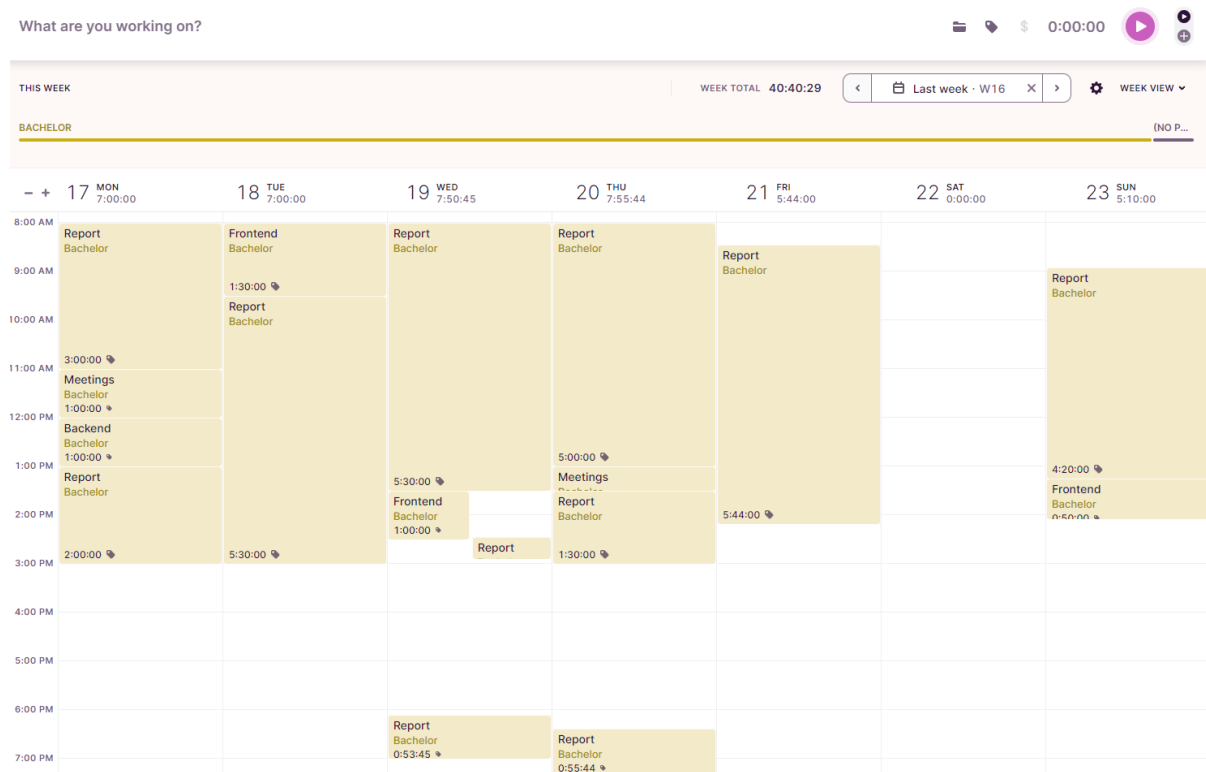 What are you working on?
$ 0:00:00
THIS WEEK
WEEK TOTAL 40:40:29
Last week · W16
WEEK VIEW
BACHELOR
(NO P...
17 MON 7:00:00
18 TUE 7:00:00
19 WED 7:50:45
20 THU 7:55:44
21 FRI 5:44:00
22 SAT 0:00:00
23 SUN 5:10:00
8:00 AM
9:00 AM
10:00 AM
11:00 AM
12:00 PM
1:00 PM
2:00 PM
3:00 PM
4:00 PM
5:00 PM
6:00 PM
7:00 PM
Report
Bachelor
3:00:00
Meetings
Bachelor
1:00:00
Backend
Bachelor
1:00:00
Report
Bachelor
2:00:00
Frontend
Bachelor
1:30:00
Report
Bachelor
5:30:00
Report
Bachelor
5:30:00
Frontend
Bachelor
1:00:00
Report
Report
Bachelor
0:53:45
Report
Bachelor
5:00:00
Meetings
Bachelor
Report
Bachelor
1:30:00
Report
Bachelor
0:55:44
Report
Bachelor
5:44:00
Report
Bachelor
4:20:00
Frontend
Bachelor
0:50:00